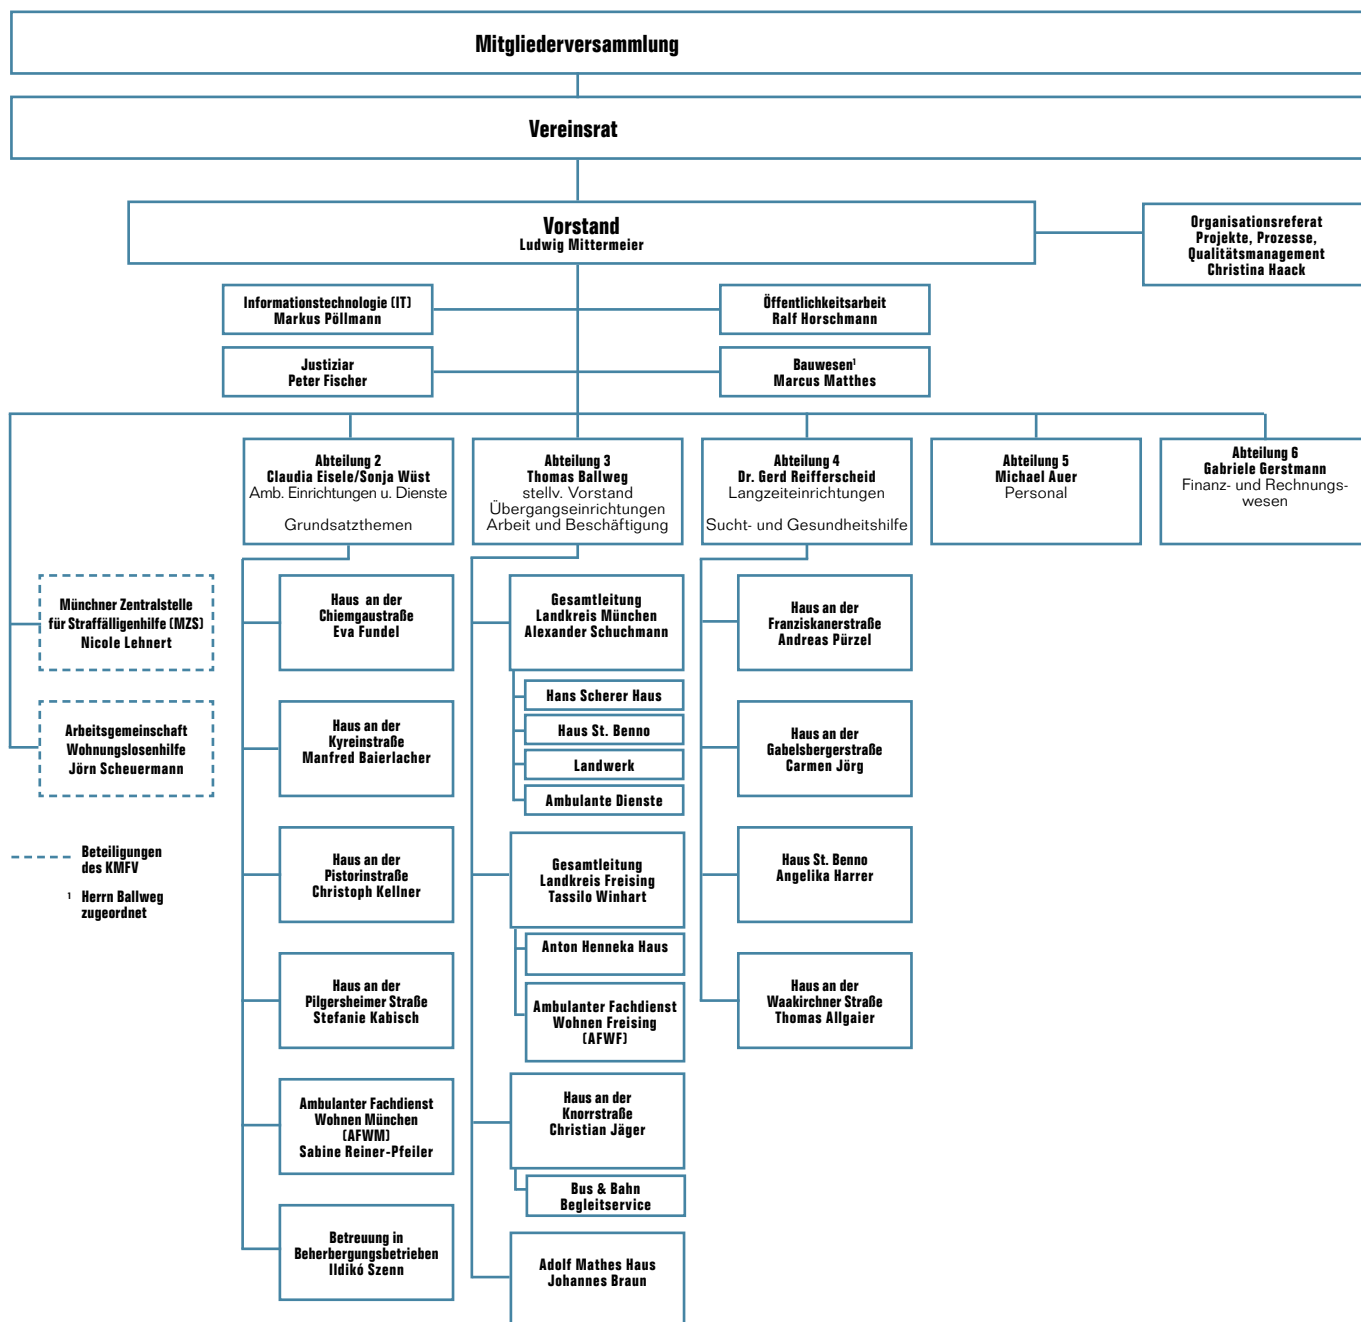 Mitgliederversammlung
Vereinsrat
Vorstand
Ludwig Mittermeier
Organisationsreferat
Projekte, Prozesse,
Qualitätsmanagement
Christina Haack
Informationstechnologie (IT)
Markus Pöllmann
Öffentlichkeitsarbeit
Ralf Horschmann
Justiziar
Peter Fischer
Bauwesen¹
Marcus Matthes
Abteilung 2
Claudia Eisele/Sonja Wüst
Amb. Einrichtungen u. Dienste
Grundsatzthemen
Abteilung 3
Thomas Ballweg
stellv. Vorstand
Übergangseinrichtungen
Arbeit und Beschäftigung
Abteilung 4
Dr. Gerd Reifferscheid
Langzeiteinrichtungen
Sucht- und Gesundheitshilfe
Abteilung 5
Michael Auer
Personal
Abteilung 6
Gabriele Gerstmann
Finanz- und Rechnungs-
wesen
Münchner Zentralstelle
für Straffälligenhilfe (MZS)
Nicole Lehnert
Arbeitsgemeinschaft
Wohnungslosenhilfe
Jörn Scheuermann
Beteiligungen
des KMFV
¹ Herrn Ballweg
zugeordnet
Haus an der
Chiemgaustraße
Eva Fundel
Haus an der
Kyreinstraße
Manfred Baierlacher
Haus an der
Pistorinistraße
Christoph Kellner
Haus an der
Pilgersheimer Straße
Stefanie Kabisch
Ambulanter Fachdienst
Wohnen München
(AFWM)
Sabine Reiner-Pfeiler
Betreuung in
Beherbergungsbetrieben
Ildikó Szenn
Gesamtleitung
Landkreis München
Alexander Schuchmann
Hans Scherer Haus
Haus St. Benno
Landwerk
Ambulante Dienste
Gesamtleitung
Landkreis Freising
Tassilo Winhart
Anton Henneka Haus
Ambulanter Fachdienst
Wohnen Freising
(AFWF)
Haus an der
Knorrstraße
Christian Jäger
Bus & Bahn
Begleitservice
Adolf Mathes Haus
Johannes Braun
Haus an der
Franziskanerstraße
Andreas Pürzel
Haus an der
Gabelsbergerstraße
Carmen Jörg
Haus St. Benno
Angelika Harrer
Haus an der
Waakirchner Straße
Thomas Allgaier